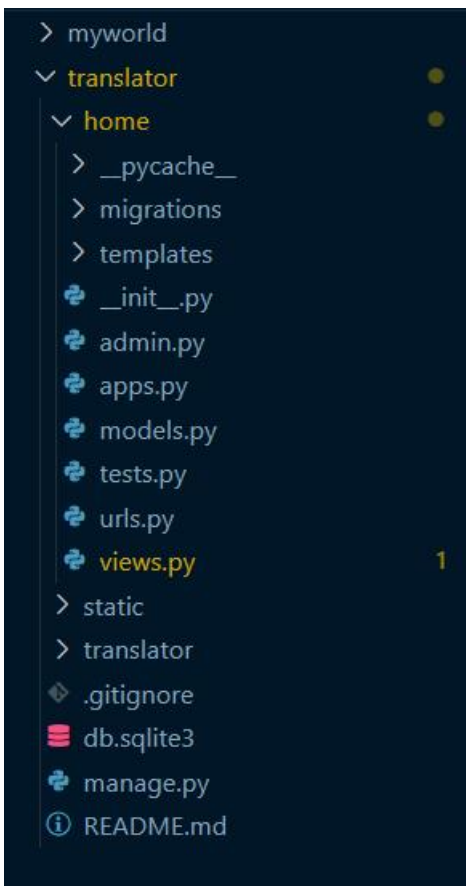 myworld
translator
home
__pycache__
migrations
templates
__init__.py
admin.py
apps.py
models.py
tests.py
urls.py
views.py 1
static
translator
.gitignore
db.sqlite3
manage.py
README.md